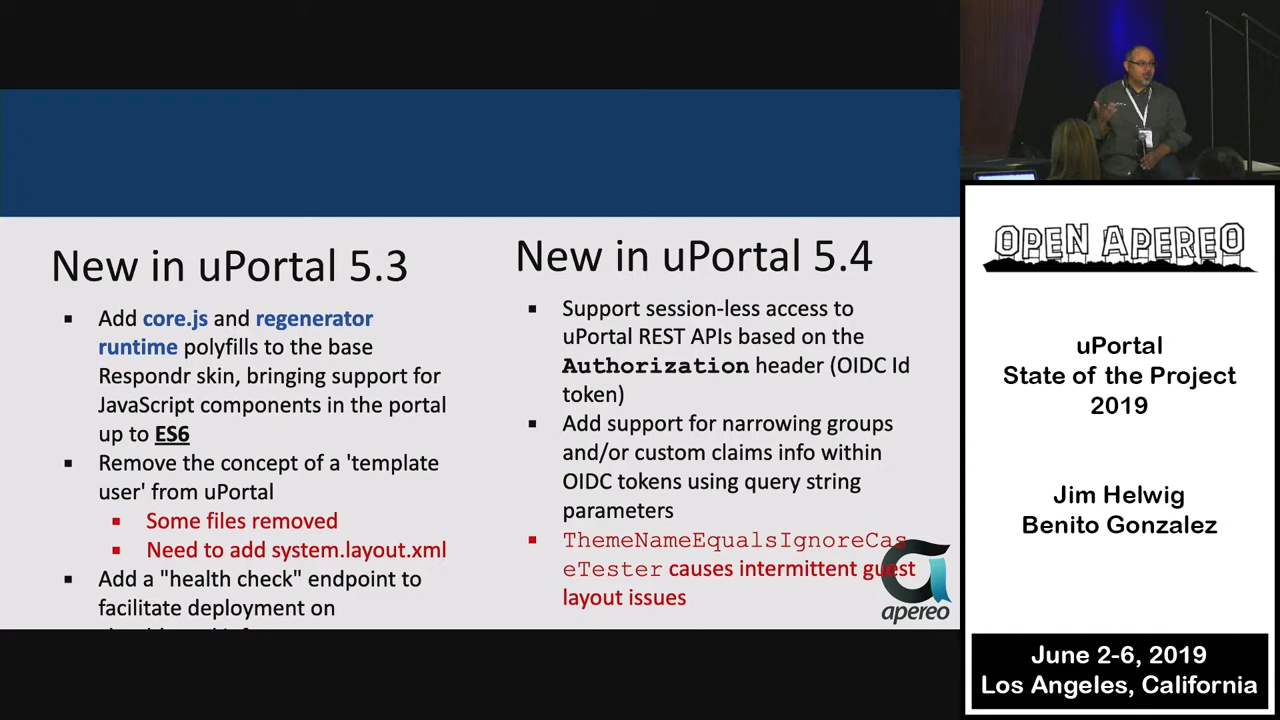 New in uPortal 5.3
▪ Add core.js and regenerator
runtime polyfills to the base
Respondr skin, bringing support for
JavaScript components in the portal
up to ES6
▪ Remove the concept of a 'template
user' from uPortal
▪ Some files removed
▪ Need to add system.layout.xml
▪ Add a "health check" endpoint to
facilitate deployment on
New in uPortal 5.4
▪ Support session-less access to
uPortal REST APIs based on the
Authorization header (OIDC Id
token)
▪ Add support for narrowing groups
and/or custom claims info within
OIDC tokens using query string
parameters
▪ ThemeNameEqualsIgnoreCas
eTester causes intermittent guest
layout issues
apereo
OPEN APEREO
uPortal
State of the Project
2019
Jim Helwig
Benito Gonzalez
June 2-6, 2019
Los Angeles, California